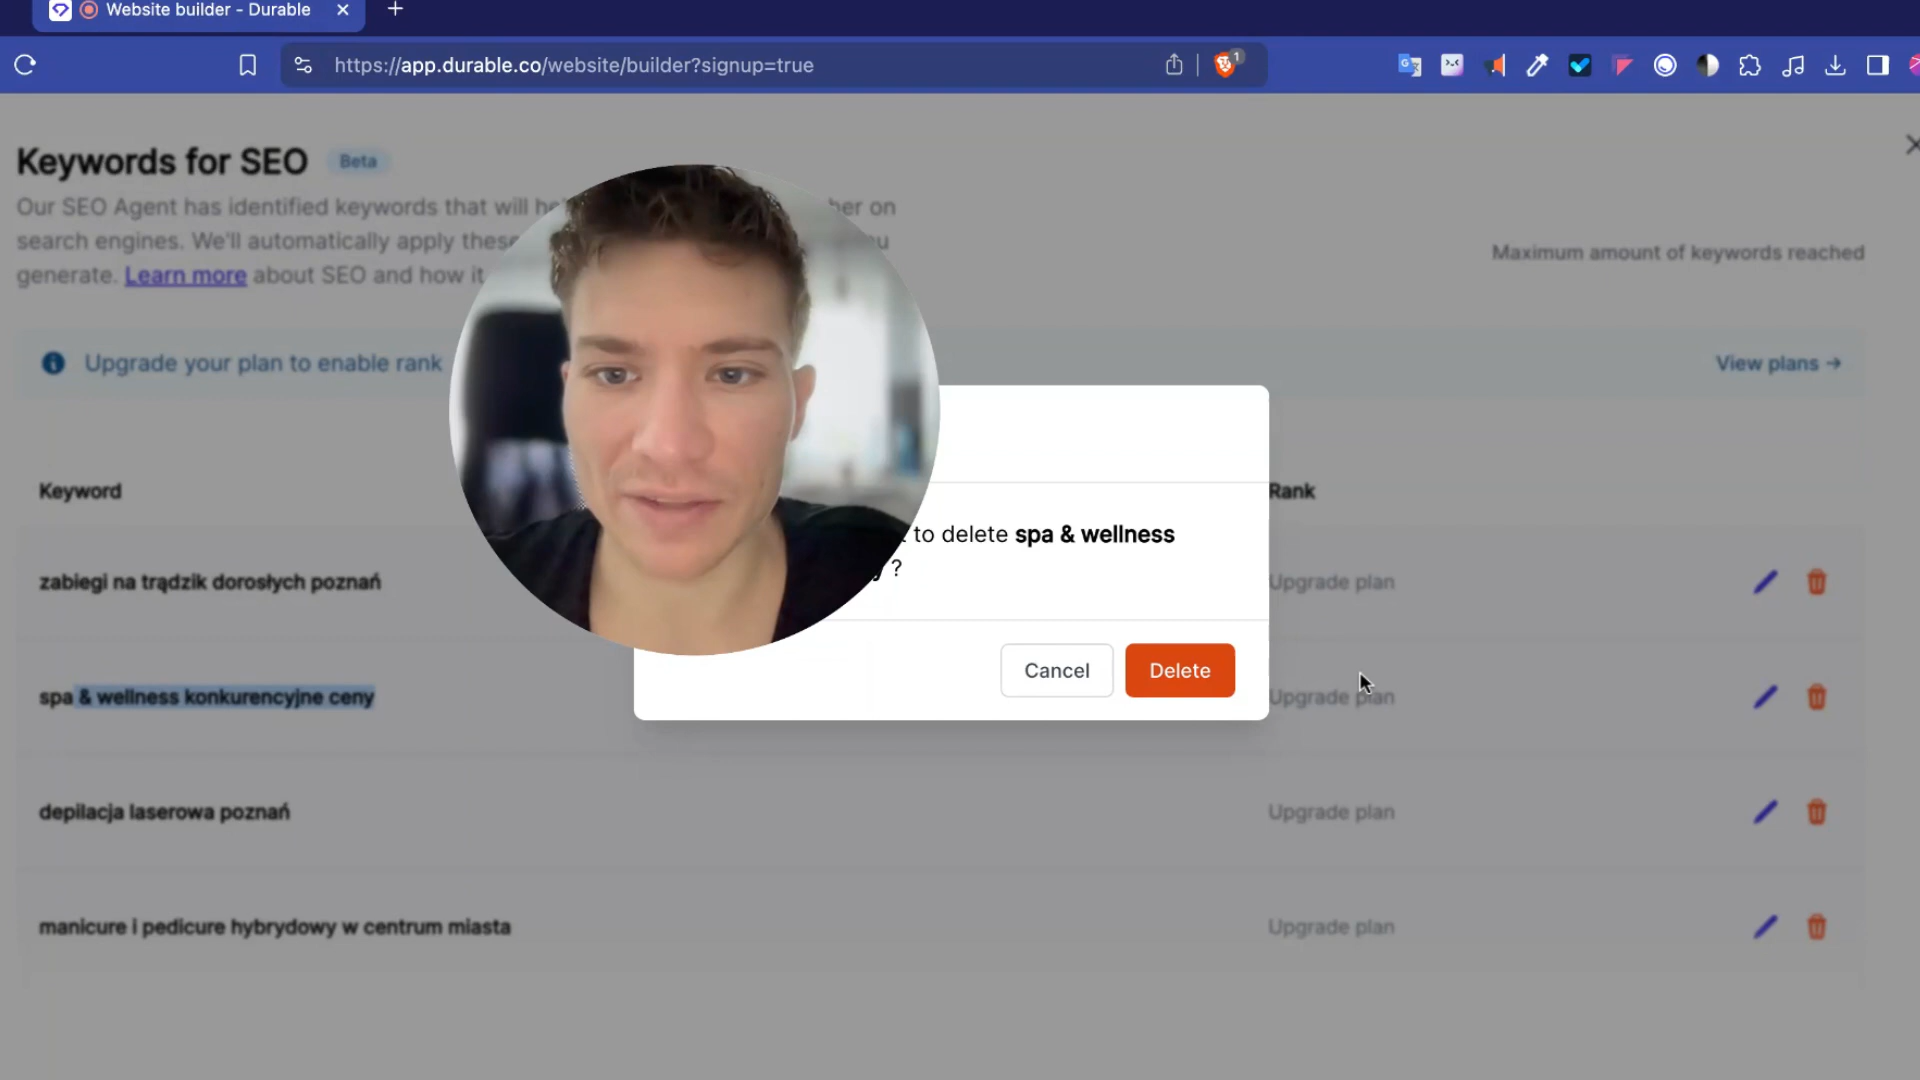 Website builder - Durable
https://app.durable.co/website/builder?signup=true
1
Keywords for SEO
Beta
Our SEO Agent has identified keywords that will
on
search engines. We'll automatically apply
generate. Learn more about SEO and how it
Maximum amount of keywords reached
Upgrade your plan to enable rank
View plans →
Keyword
Rank
to delete spa & wellness
?
zabiegi na trądzik dorosłych poznań
Upgrade plan
Cancel
Delete
spa & wellness konkurencyjne ceny
Upgrade plan
depilacja laserowa poznań
Upgrade plan
manicure i pedicure hybrydowy w centrum miasta
Upgrade plan